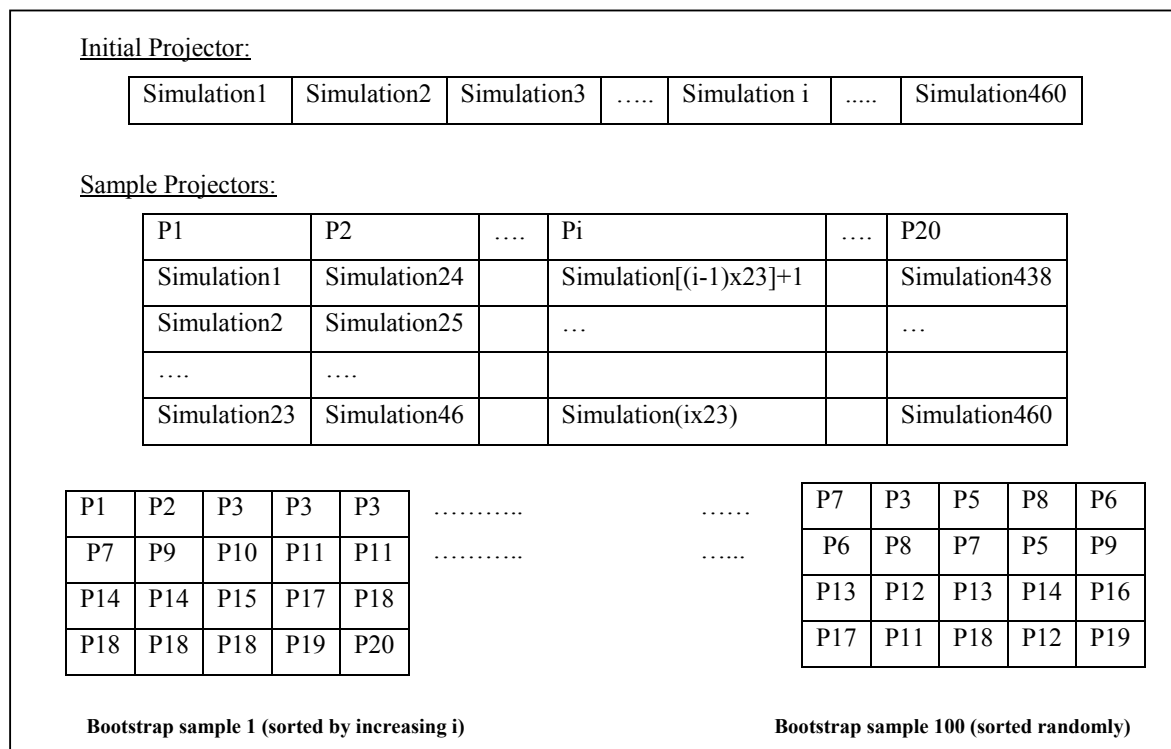 Initial Projector:
Simulation1 Simulation2 Simulation3 ….. Simulation i ..... Simulation460
Sample Projectors:
P1 P2 …. Pi …. P20
Simulation1 Simulation24 Simulation[(i-1)x23]+1 Simulation438
Simulation2 Simulation25 … …
…. ….
Simulation23 Simulation46 Simulation(ix23) Simulation460
P1 P2 P3 P3 P3 ……….. …… P7 P3 P5 P8 P6
P7 P9 P10 P11 P11 ……….. …... P6 P8 P7 P5 P9
P14 P14 P15 P17 P18 P13 P12 P13 P14 P16
P18 P18 P18 P19 P20 P17 P11 P18 P12 P19
Bootstrap sample 1 (sorted by increasing i) Bootstrap sample 100 (sorted randomly)